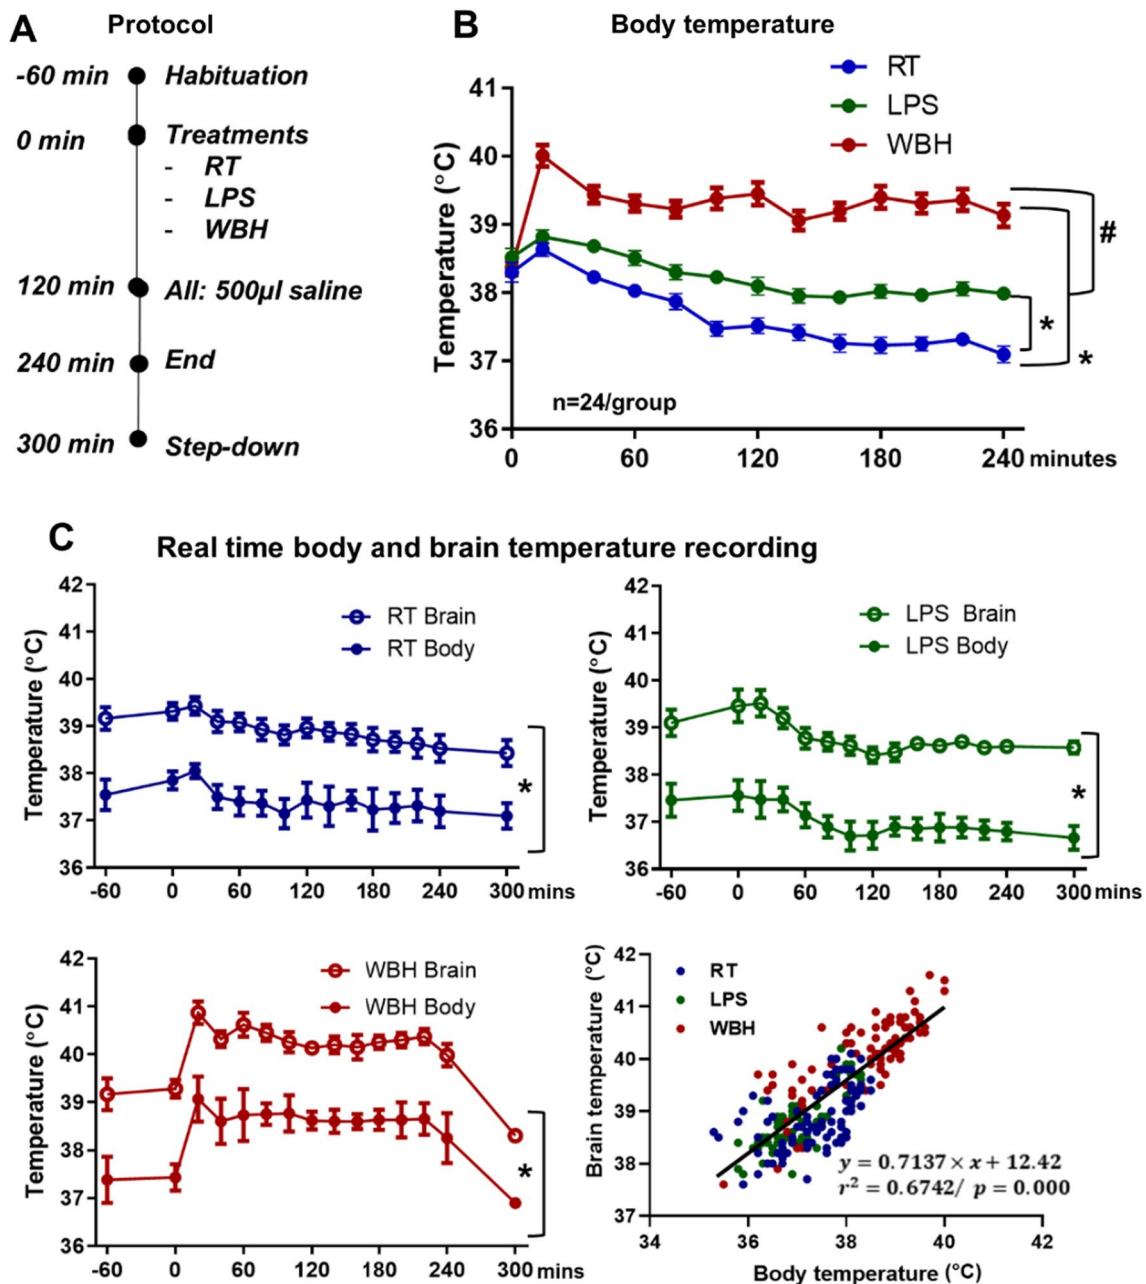 A
Protocol
-60 min Habituation
0 min Treatments
- RT
- LPS
- WBH
120 min All: 500µl saline
240 min End
300 min Step-down
B
Body temperature
RT
LPS
WBH
Temperature (°C)
41
40
39
38
37
36
n=24/group
#
*
*
0 60 120 180 240 minutes
C
Real time body and brain temperature recording
Temperature (°C)
42
41
40
39
38
37
36
RT Brain
RT Body
*
-60 0 60 120 180 240 300 mins
Temperature (°C)
42
41
40
39
38
37
36
LPS Brain
LPS Body
*
-60 0 60 120 180 240 300 mins
Temperature (°C)
42
41
40
39
38
37
36
WBH Brain
WBH Body
*
-60 0 60 120 180 240 300 mins
Brain temperature (°C)
42
41
40
39
38
37
RT
LPS
WBH
y = 0.7137 × x + 12.42
r² = 0.6742/ p = 0.000
34 36 38 40 42
Body temperature (°C)